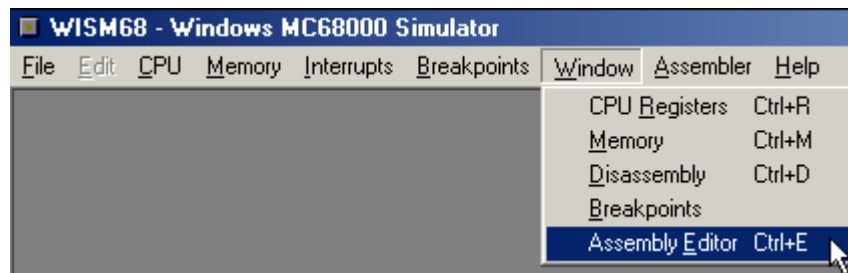 WISM68 - Windows MC68000 Simulator
File Edit CPU Memory Interrupts Breakpoints Window Assembler Help
CPU Registers Ctrl+R
Memory Ctrl+M
Disassembly Ctrl+D
Breakpoints
Assembly Editor Ctrl+E